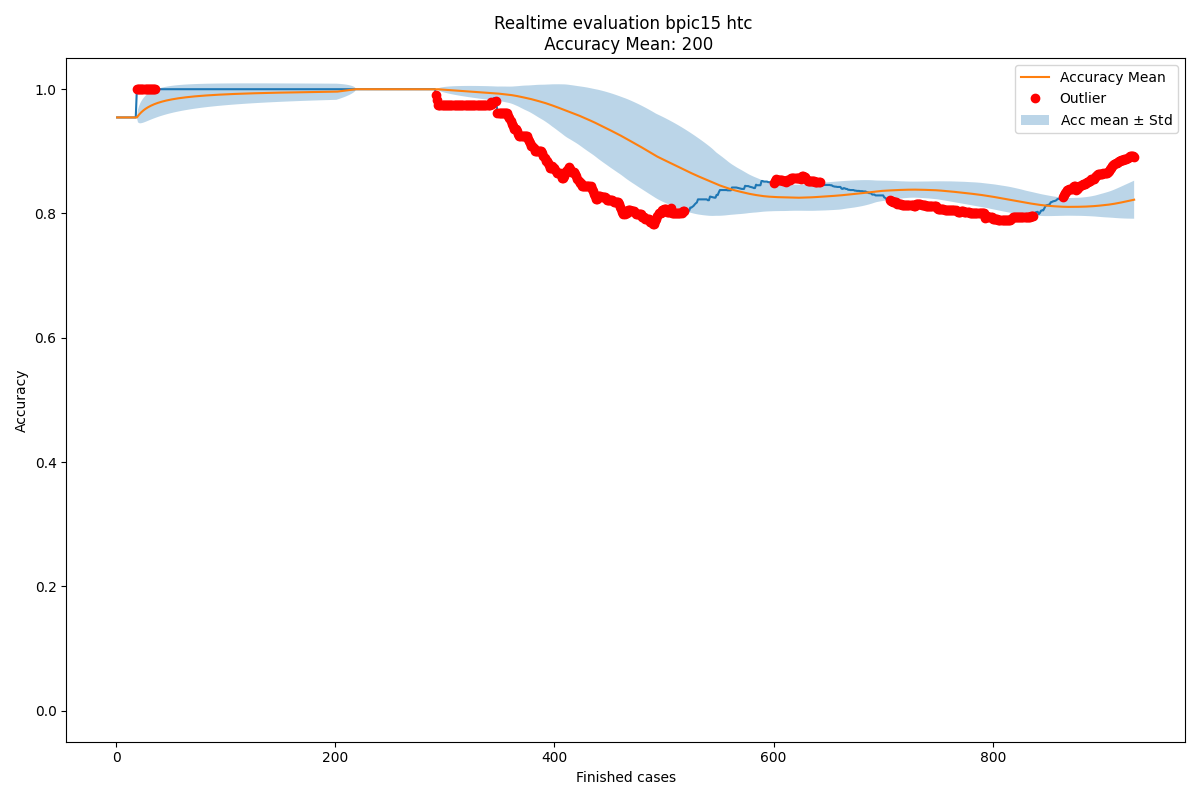 Realtime evaluation bpic15 htc
Accuracy Mean: 200
Accuracy Mean
Outlier
Acc mean ± Std
1.0
0.8
0.6
0.4
0.2
0.0
Accuracy
0 200 400 600 800
Finished cases